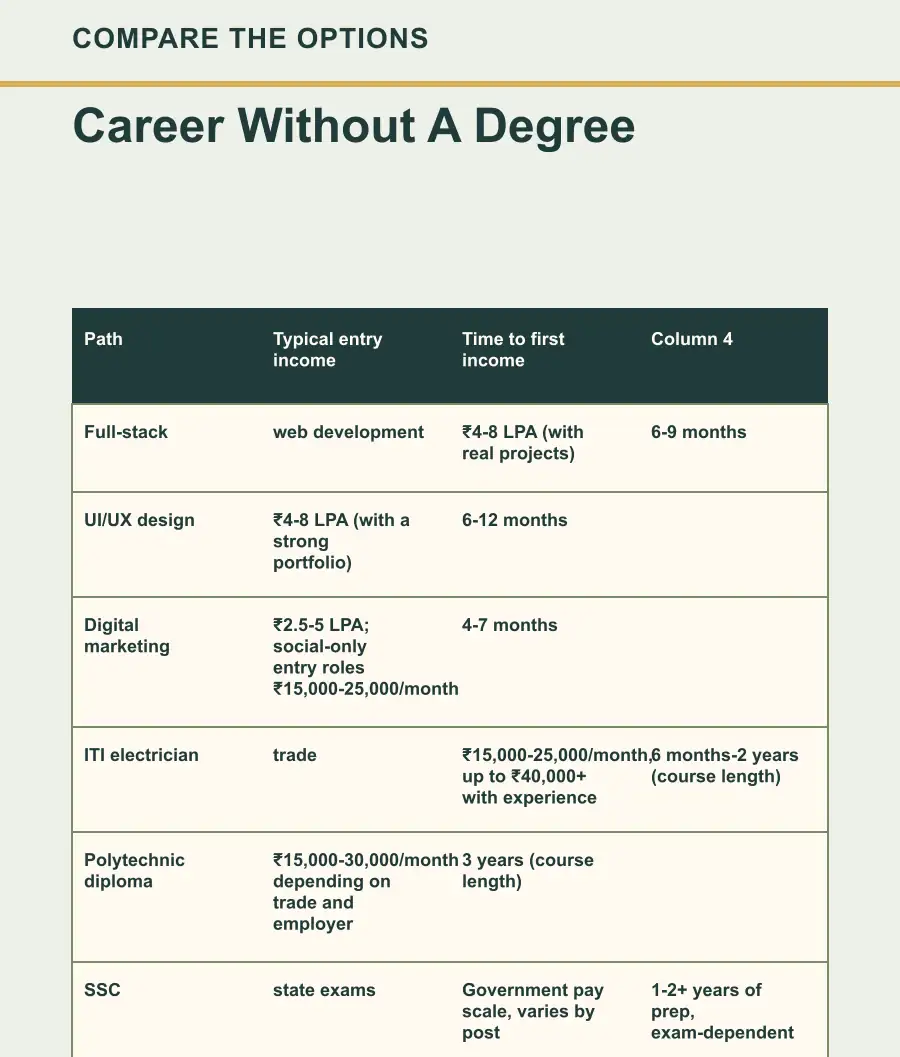 COMPARE THE OPTIONS
Career Without A Degree
Path
Typical entry
income
Time to first
income
Column 4
Full-stack
web development
₹4-8 LPA (with
real projects)
6-9 months
UI/UX design
₹4-8 LPA (with a
strong
portfolio)
6-12 months
Digital
marketing
₹2.5-5 LPA;
social-only
entry roles
₹15,000-25,000/month
4-7 months
ITI electrician
trade
₹15,000-25,000/month,
up to ₹40,000+
with experience
6 months-2 years
(course length)
Polytechnic
diploma
₹15,000-30,000/month
depending on
trade and
employer
3 years (course
length)
SSC
state exams
Government pay
scale, varies by
post
1-2+ years of
prep,
exam-dependent